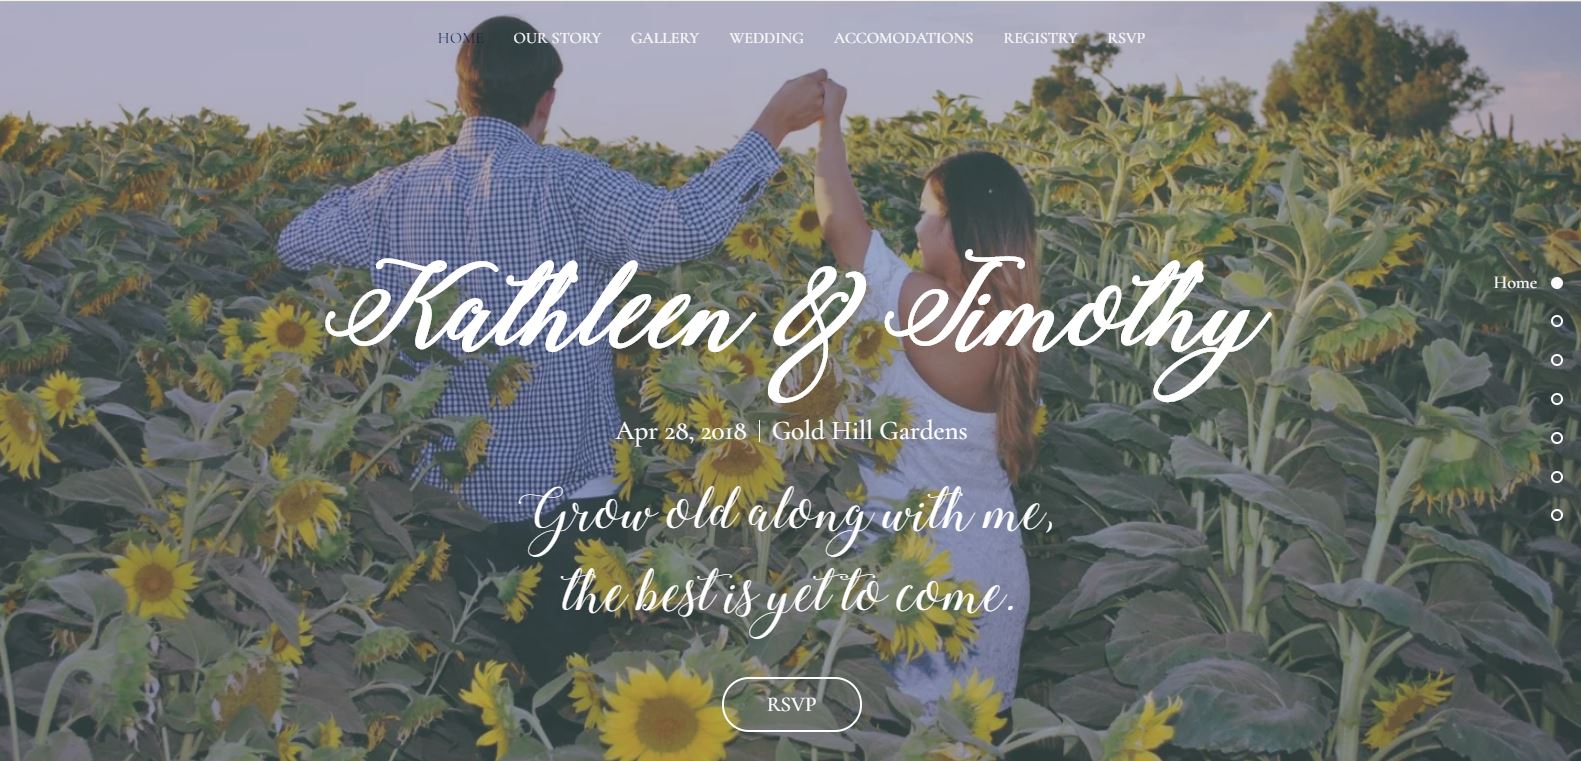 HOME OUR STORY GALLERY WEDDING ACCOMODATIONS REGISTRY RSVP
Home
Kathleen & Timothy
Apr 28, 2018 | Gold Hill Gardens
Grow old along with me,
the best is yet to come.
RSVP